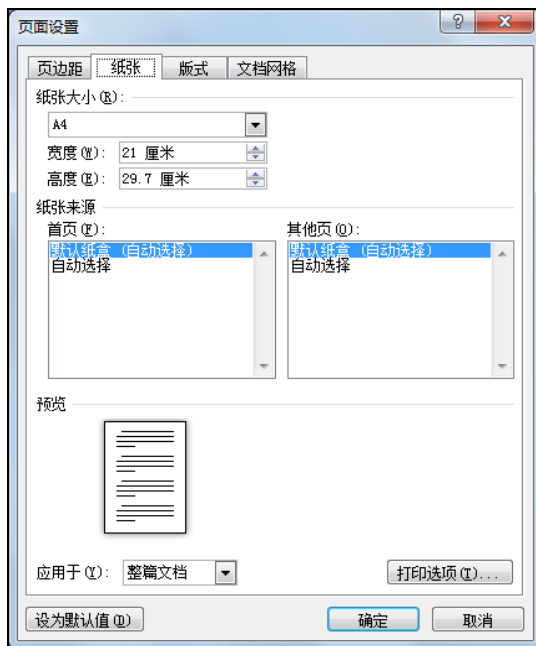 页面设置
页边距 纸张 版式 文档网格
纸张大小(R):
A4
宽度(W): 21 厘米
高度(E): 29.7 厘米
纸张来源
首页(F): 其他页(O):
默认纸盒 (自动选择) 默认纸盒 (自动选择)
自动选择 自动选择
预览
应用于(Y): 整篇文档 打印选项(T)...
设为默认值(D) 确定 取消